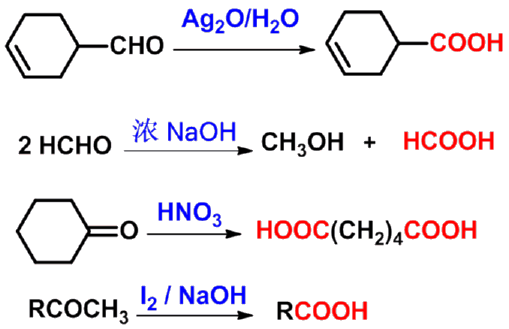 Ag₂O/H₂O
CHO COOH
2 HCHO 浓 NaOH CH₃OH + HCOOH
O HNO₃ HOOC(CH₂)₄COOH
RCOCH₃ I₂ / NaOH RCOOH